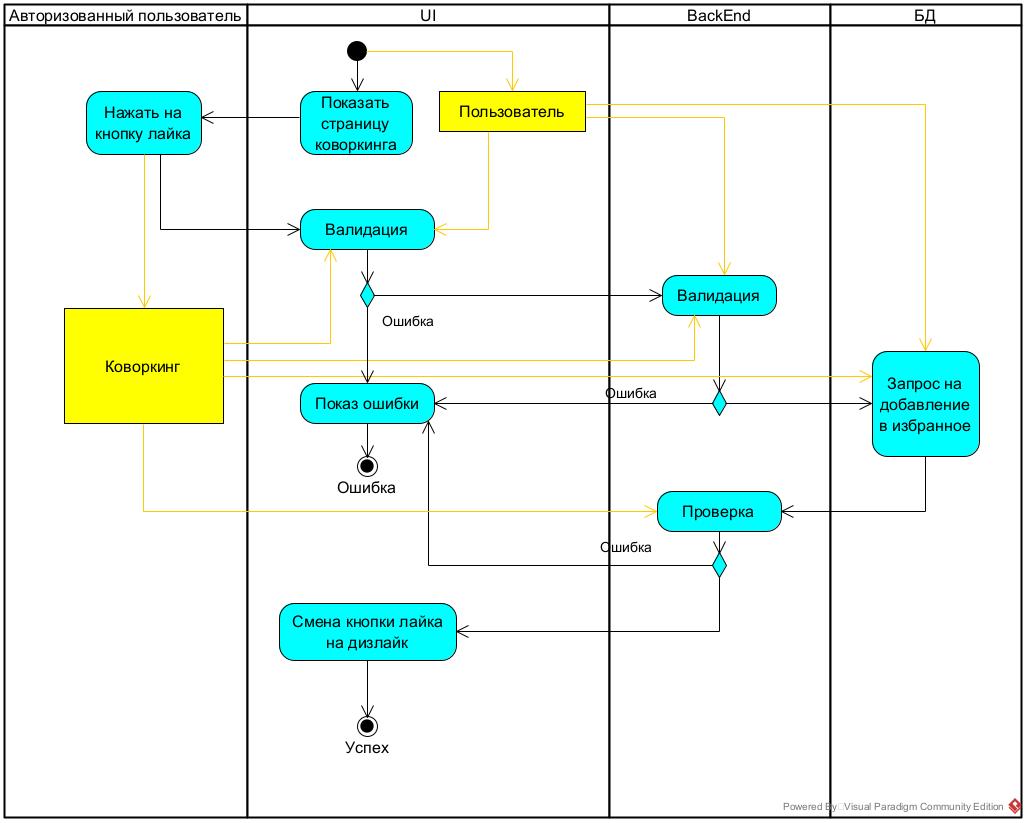 Авторизованный пользователь
UI
BackEnd
БД
Нажать на
кнопку лайка
Показать
страницу
коворкинга
Пользователь
Валидация
Валидация
Ошибка
Коворкинг
Показ ошибки
Ошибка
Запрос на
добавление
в избранное
Ошибка
Проверка
Ошибка
Смена кнопки лайка
на дизлайк
Успех
Powered By Visual Paradigm Community Edition